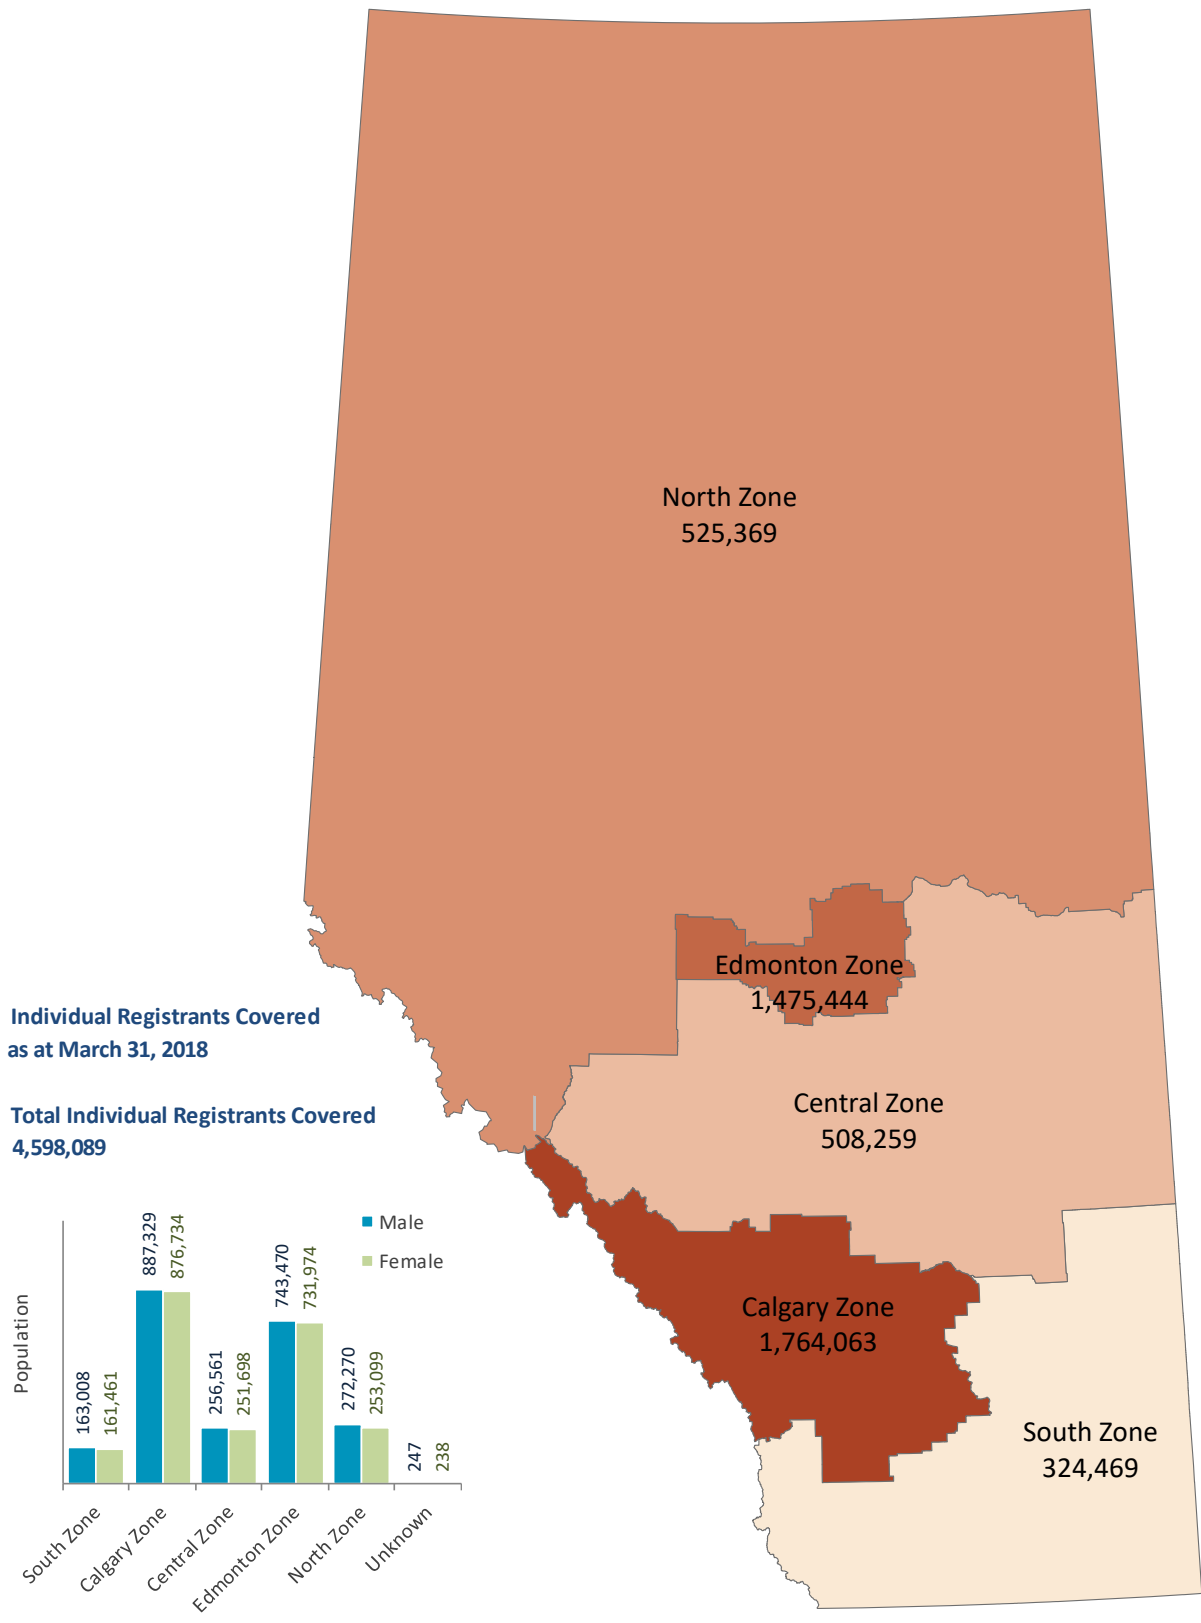 North Zone
525,369
Edmonton Zone
1,475,444
Individual Registrants Covered
as at March 31, 2018
Central Zone
508,259
Total Individual Registrants Covered
4,598,089
Calgary Zone
1,764,063
South Zone
324,469
Male
Female
Population
163,008
161,461
887,329
876,734
256,561
251,698
743,470
731,974
272,270
253,099
247
238
South Zone
Calgary Zone
Central Zone
Edmonton Zone
North Zone
Unknown